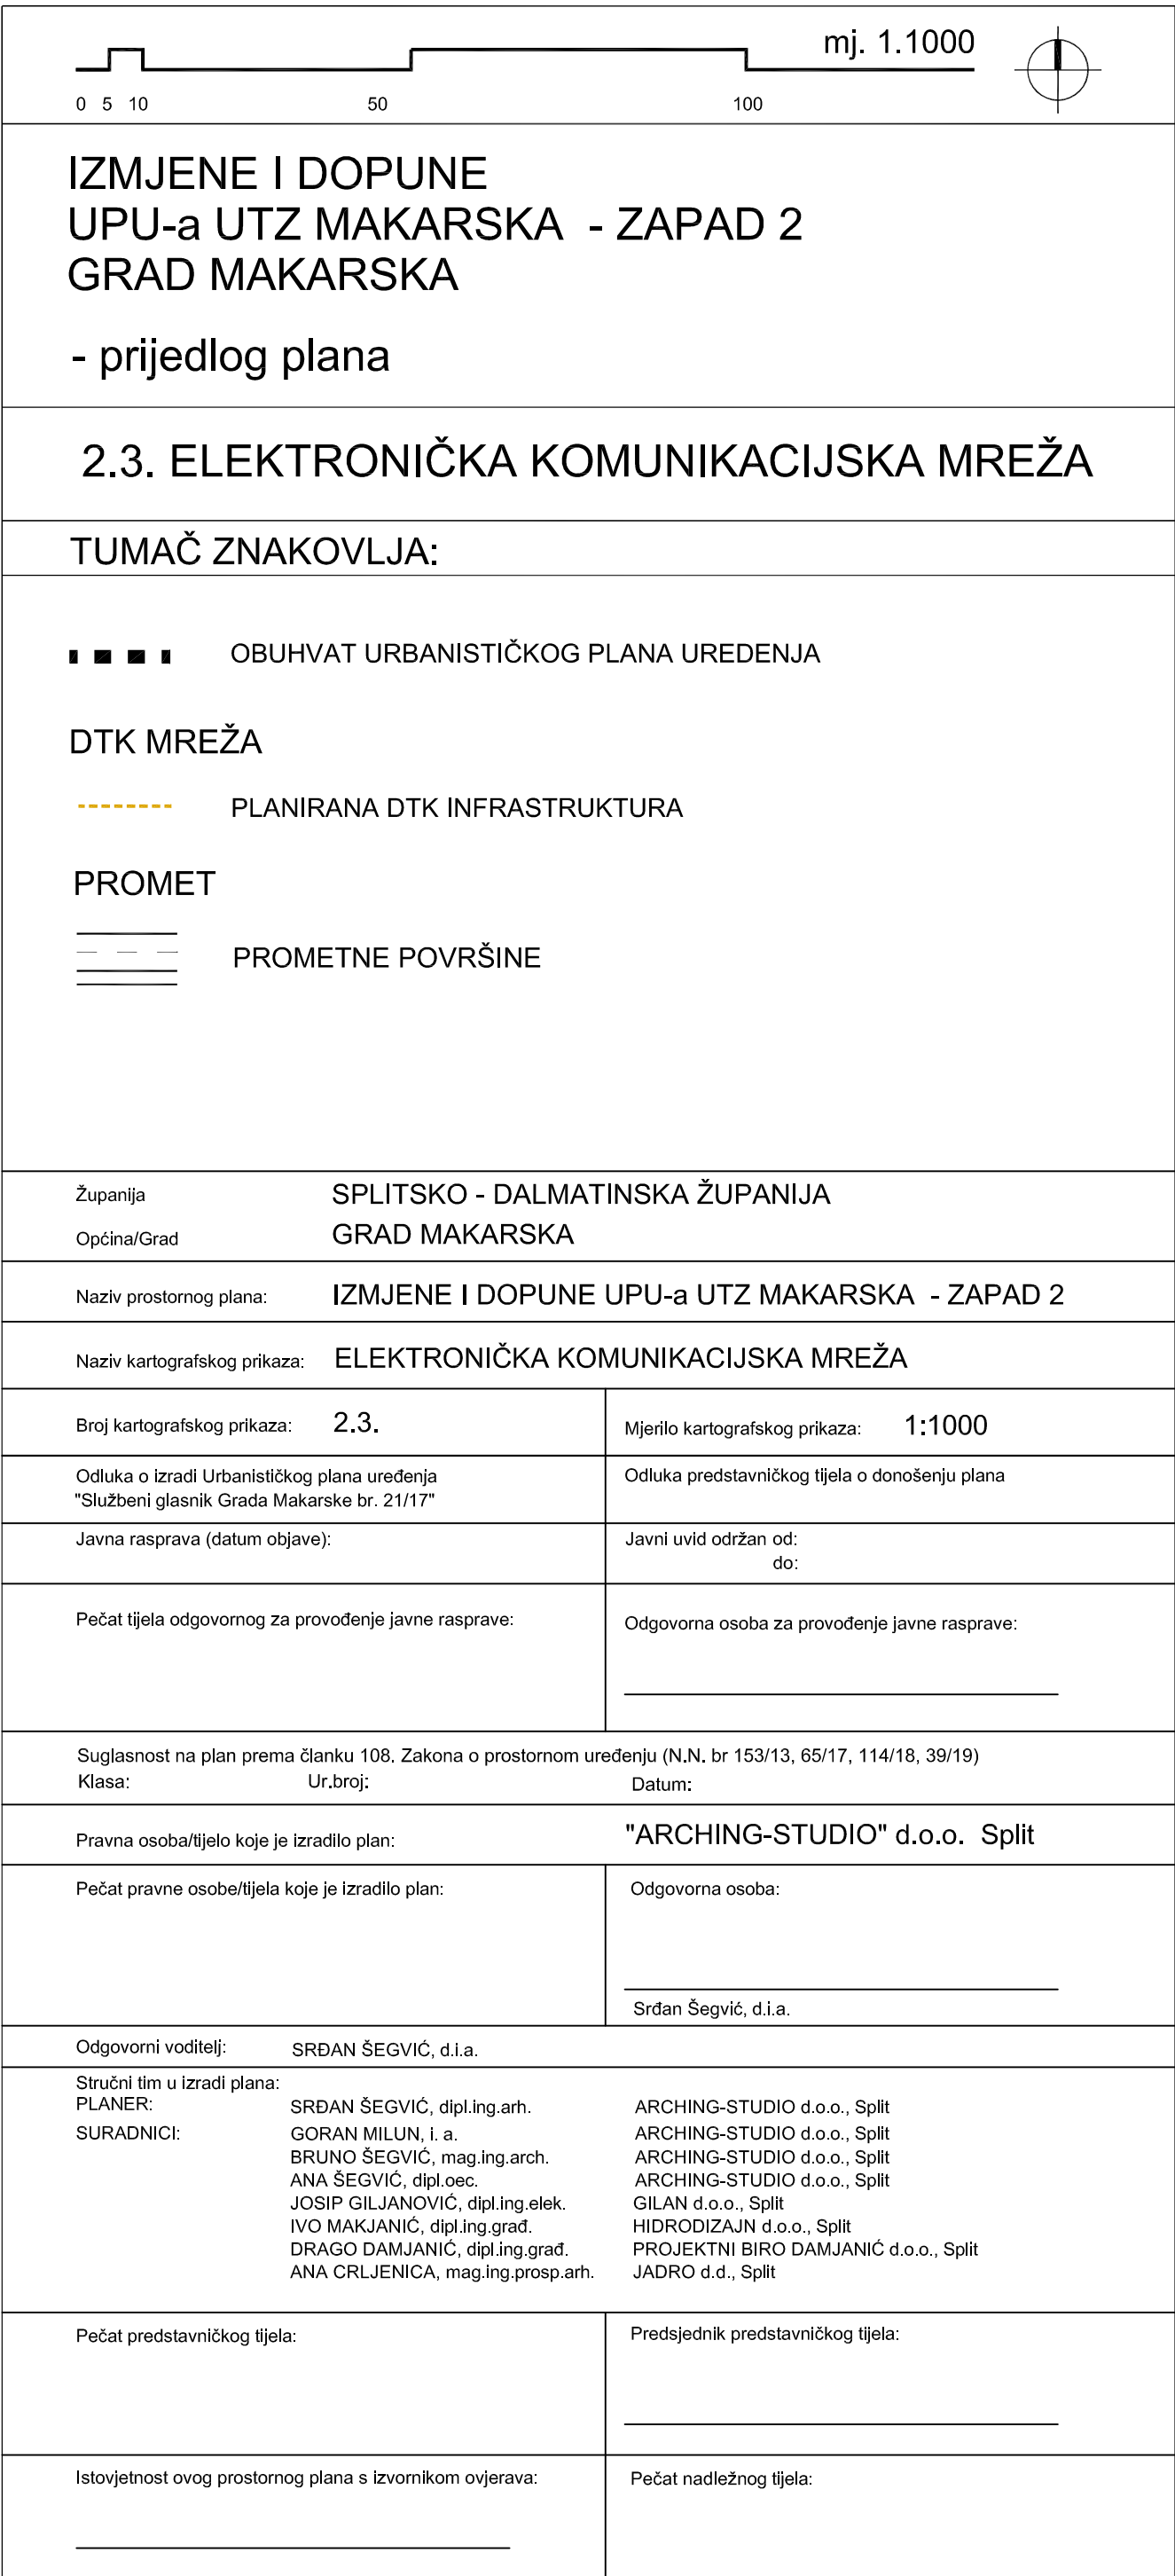 mj. 1.1000
0 5 10 50 100
IZMJENE I DOPUNE
UPU-a UTZ MAKARSKA - ZAPAD 2
GRAD MAKARSKA
- prijedlog plana
2.3. ELEKTRONIČKA KOMUNIKACIJSKA MREŽA
TUMAČ ZNAKOVLJA:
OBUHVAT URBANISTIČKOG PLANA UREDENJA
DTK MREŽA
PLANIRANA DTK INFRASTRUKTURA
PROMET
PROMETNE POVRŠINE
Županija SPLITSKO - DALMATINSKA ŽUPANIJA
Općina/Grad GRAD MAKARSKA
Naziv prostornog plana: IZMJENE I DOPUNE UPU-a UTZ MAKARSKA - ZAPAD 2
Naziv kartografskog prikaza: ELEKTRONIČKA KOMUNIKACIJSKA MREŽA
Broj kartografskog prikaza: 2.3. Mjerilo kartografskog prikaza: 1:1000
Odluka o izradi Urbanističkog plana uređenja
"Službeni glasnik Grada Makarske br. 21/17"
Odluka predstavničkog tijela o donošenju plana
Javna rasprava (datum objave):
Javni uvid održan od:
do:
Pečat tijela odgovornog za provođenje javne rasprave:
Odgovorna osoba za provođenje javne rasprave:
Suglasnost na plan prema članku 108. Zakona o prostornom uređenju (N.N. br 153/13, 65/17, 114/18, 39/19)
Klasa: Ur.broj: Datum:
Pravna osoba/tijelo koje je izradilo plan: "ARCHING-STUDIO" d.o.o. Split
Pečat pravne osobe/tijela koje je izradilo plan:
Odgovorna osoba:
Srđan Šegvić, d.i.a.
Odgovorni voditelj: SRĐAN ŠEGVIĆ, d.i.a.
Stručni tim u izradi plana:
PLANER: SRĐAN ŠEGVIĆ, dipl.ing.arh. ARCHING-STUDIO d.o.o., Split
SURADNICI: GORAN MILUN, i. a. ARCHING-STUDIO d.o.o., Split
BRUNO ŠEGVIĆ, mag.ing.arch. ARCHING-STUDIO d.o.o., Split
ANA ŠEGVIĆ, dipl.oec. ARCHING-STUDIO d.o.o., Split
JOSIP GILJANOVIĆ, dipl.ing.elek. GILAN d.o.o., Split
IVO MAKJANIĆ, dipl.ing.građ. HIDRODIZAJN d.o.o., Split
DRAGO DAMJANIĆ, dipl.ing.građ. PROJEKTNI BIRO DAMJANIĆ d.o.o., Split
ANA CRLJENICA, mag.ing.prosp.arh. JADRO d.d., Split
Pečat predstavničkog tijela:
Predsjednik predstavničkog tijela:
Istovjetnost ovog prostornog plana s izvornikom ovjerava:
Pečat nadležnog tijela: